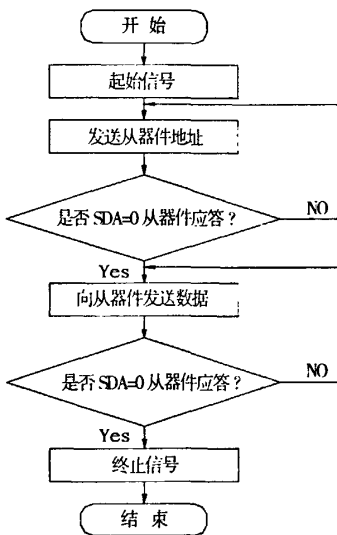 开 始
起始信号
发送从器件地址
是否 SDA=0 从器件应答？
NO
Yes
向从器件发送数据
是否 SDA=0 从器件应答？
NO
Yes
终止信号
结 束